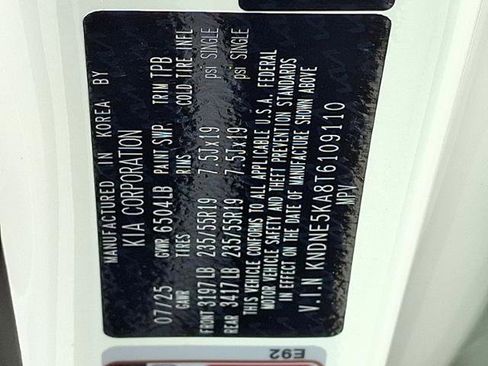 MANUFACTURED IN KOREA BY
KIA CORPORATION
07/25 GVWR 6504LB PAINT:SWP TRIM TPB
GAWR TIRES RMS COLD TIRE INFL
FRONT 3197LB 235/55R19 7.5Jx19 psi SINGLE
REAR 3417LB 235/55R19 7.5Jx19 psi SINGLE
THIS VEHICLE CONFORMS TO ALL APPLICABLE U.S.A. FEDERAL
MOTOR VEHICLE SAFETY AND THEFT PREVENTION STANDARDS
IN EFFECT ON THE DATE OF MANUFACTURE SHOWN ABOVE
V.I.N KNDNE5KA8T6109110
MPV
E92